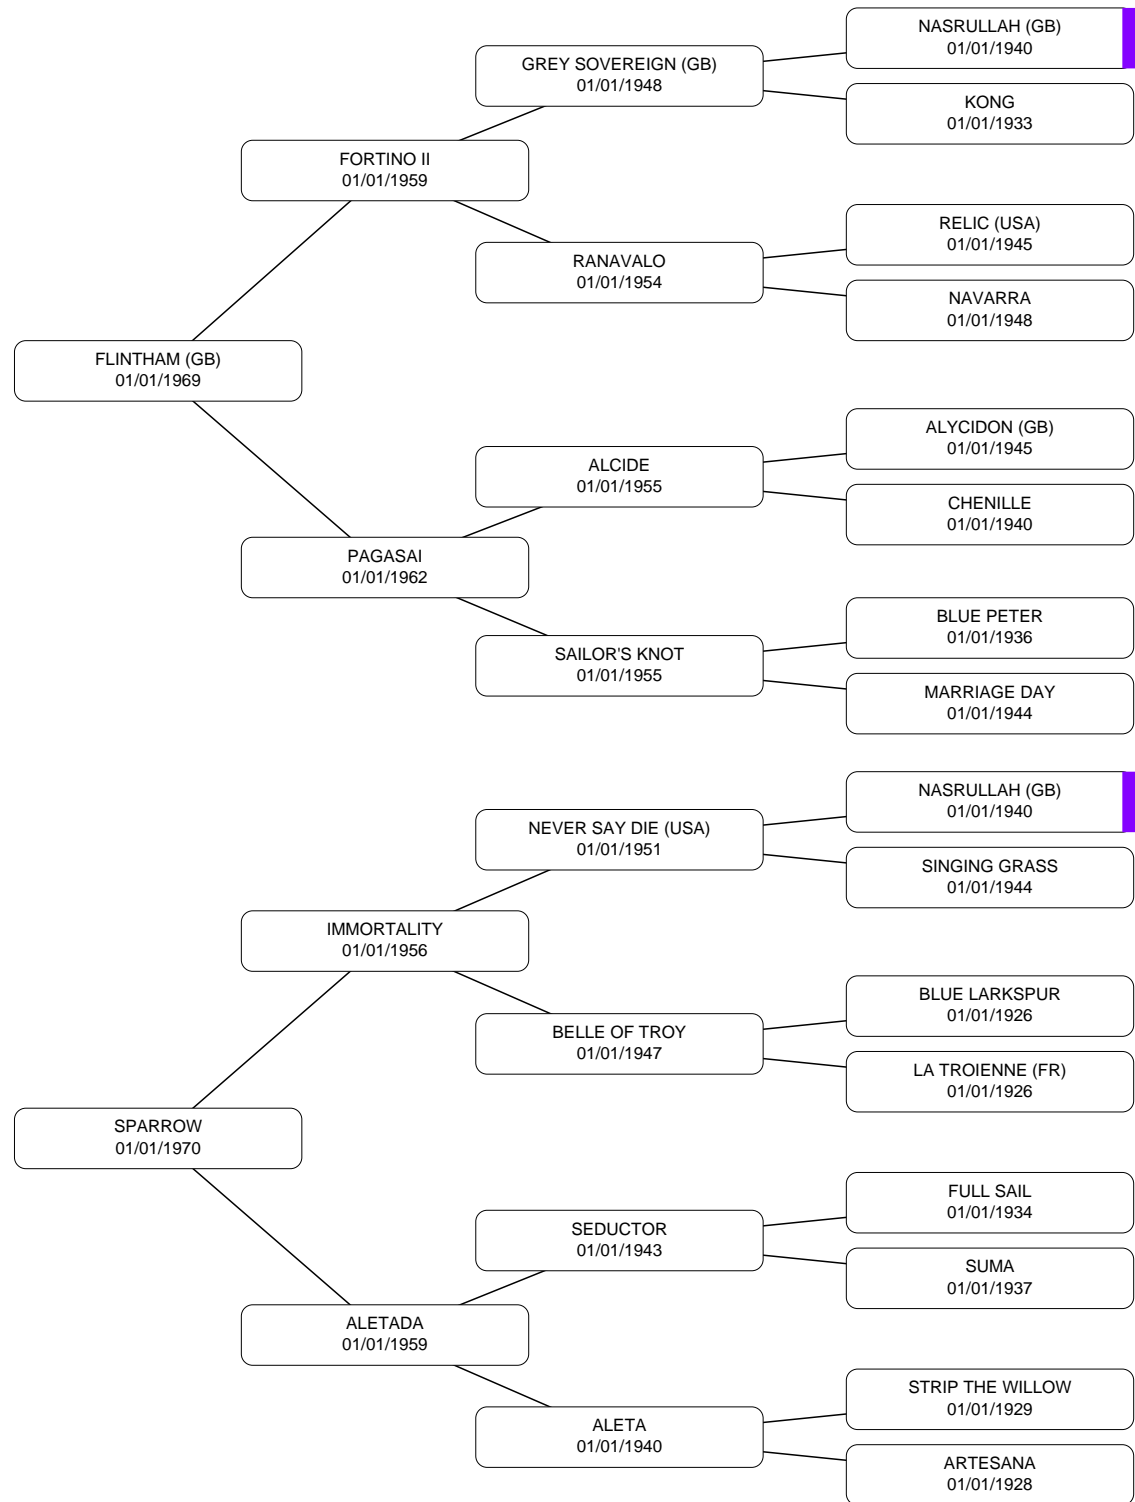 NASRULLAH (GB)
01/01/1940
GREY SOVEREIGN (GB)
01/01/1948
KONG
01/01/1933
FORTINO II
01/01/1959
RELIC (USA)
01/01/1945
RANAVALO
01/01/1954
NAVARRA
01/01/1948
FLINTHAM (GB)
01/01/1969
ALYCIDON (GB)
01/01/1945
ALCIDE
01/01/1955
CHENILLE
01/01/1940
PAGASAI
01/01/1962
BLUE PETER
01/01/1936
SAILOR'S KNOT
01/01/1955
MARRIAGE DAY
01/01/1944
NASRULLAH (GB)
01/01/1940
NEVER SAY DIE (USA)
01/01/1951
SINGING GRASS
01/01/1944
IMMORTALITY
01/01/1956
BLUE LARKSPUR
01/01/1926
BELLE OF TROY
01/01/1947
LA TROIENNE (FR)
01/01/1926
SPARROW
01/01/1970
FULL SAIL
01/01/1934
SEDUCTOR
01/01/1943
SUMA
01/01/1937
ALETADA
01/01/1959
STRIP THE WILLOW
01/01/1929
ALETA
01/01/1940
ARTESANA
01/01/1928